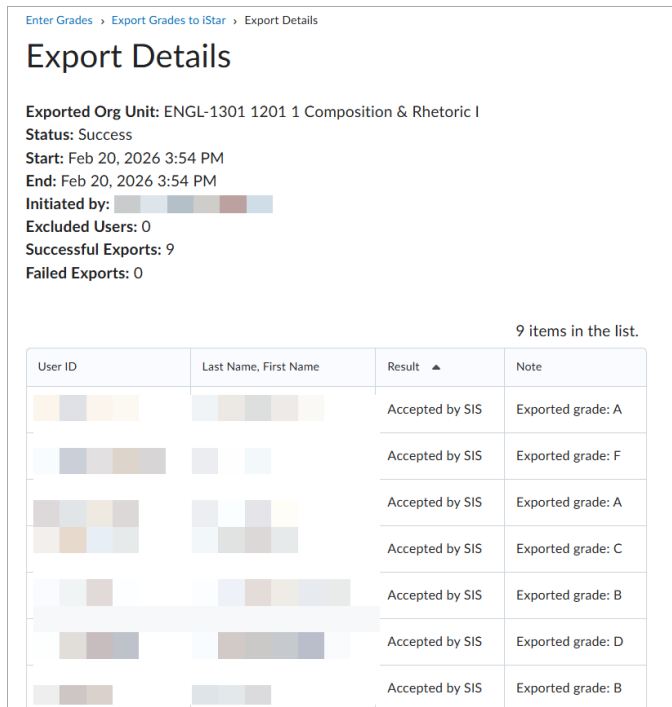 Enter Grades › Export Grades to iStar › Export Details
Export Details
Exported Org Unit: ENGL-1301 1201 1 Composition & Rhetoric I
Status: Success
Start: Feb 20, 2026 3:54 PM
End: Feb 20, 2026 3:54 PM
Initiated by:
Excluded Users: 0
Successful Exports: 9
Failed Exports: 0
9 items in the list.
User ID Last Name, First Name Result ▲ Note
Accepted by SIS Exported grade: A
Accepted by SIS Exported grade: F
Accepted by SIS Exported grade: A
Accepted by SIS Exported grade: C
Accepted by SIS Exported grade: B
Accepted by SIS Exported grade: D
Accepted by SIS Exported grade: B